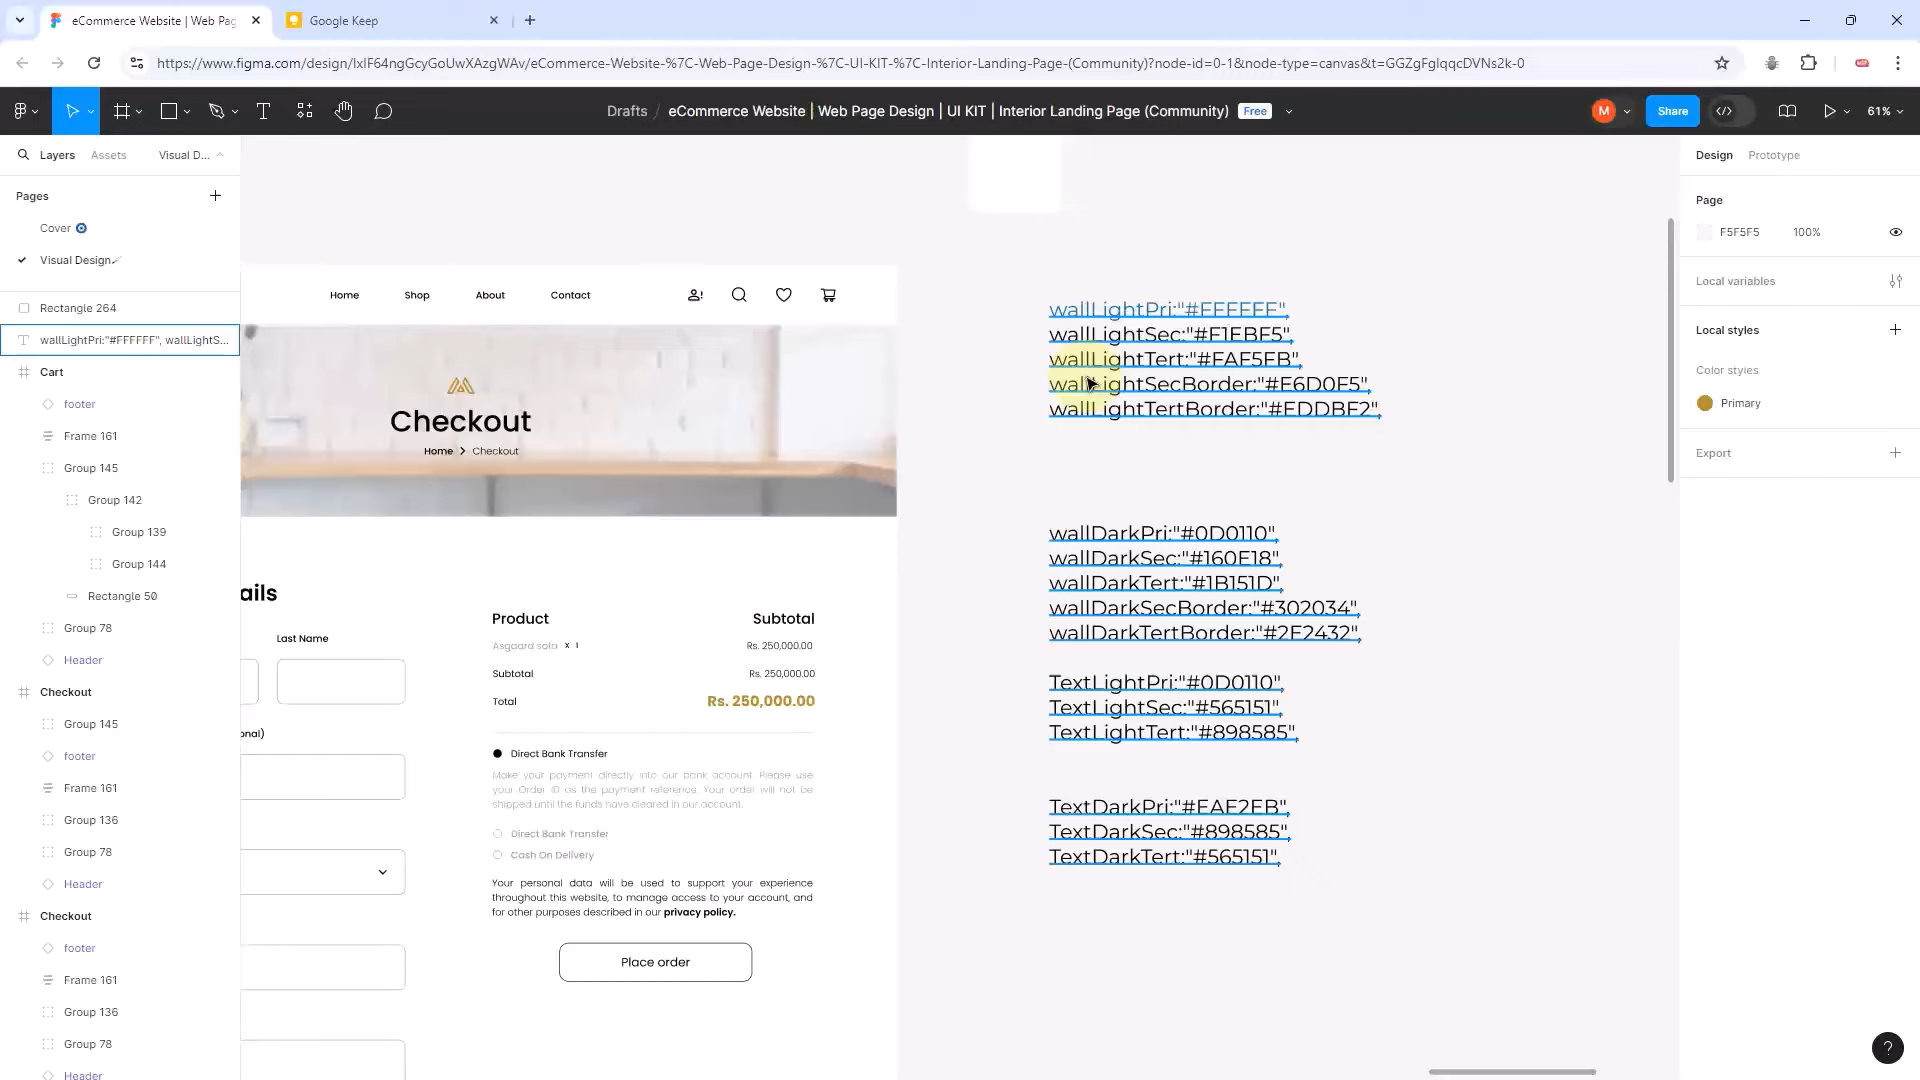 eCommerce Website | Web Pag
Google Keep
https://www.figma.com/design/IxIF64ngGcyGoUwXAzgWAv/eCommerce-Website-%7C-Web-Page-Design-%7C-UI-KIT-%7C-Interior-Landing-Page-(Community)?node-id=0-1&node-type=canvas&t=GGZgFglqqcDVNs2k-0
Drafts / eCommerce Website | Web Page Design | UI KIT | Interior Landing Page (Community) Free
M
Share
61%
Layers Assets Visual D...
Pages
Cover
Visual Design
Rectangle 264
wallLightPri:"#FFFFFF", wallLightS...
Cart
footer
Frame 161
Group 145
Group 142
Group 139
Group 144
Rectangle 50
Group 78
Header
Checkout
Group 145
footer
Frame 161
Group 136
Group 78
Header
Checkout
footer
Frame 161
Group 136
Group 78
Header
Home Shop About Contact
Checkout
Home > Checkout
ails
Last Name
onal)
Product Subtotal
Asgaard sofa x 1 Rs. 250,000.00
Subtotal Rs. 250,000.00
Total Rs. 250,000.00
Direct Bank Transfer
Make your payment directly into our bank account. Please use
your Order ID as the payment reference. Your order will not be
shipped until the funds have cleared in our account.
Direct Bank Transfer
Cash On Delivery
Your personal data will be used to support your experience
throughout this website, to manage access to your account, and
for other purposes described in our privacy policy.
Place order
wallLightPri:"#FFFFFF",
wallLightSec:"#F1EBF5",
wallLightTert:"#FAF5FB",
wallLightSecBorder:"#E6D0F5",
wallLightTertBorder:"#EDDBF2",
wallDarkPri:"#0D0110",
wallDarkSec:"#160E18",
wallDarkTert:"#1B151D",
wallDarkSecBorder:"#302034",
wallDarkTertBorder:"#2E2432",
TextLightPri:"#0D0110",
TextLightSec:"#565151",
TextLightTert:"#898585",
TextDarkPri:"#EAE2EB",
TextDarkSec:"#898585",
TextDarkTert:"#565151",
Design Prototype
Page
F5F5F5 100%
Local variables
Local styles
Color styles
Primary
Export
?